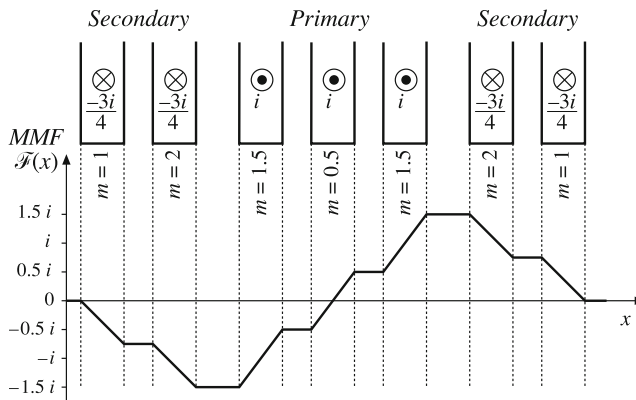 Secondary Primary Secondary
-3i/4 -3i/4 i i i -3i/4 -3i/4
MMF
ℱ(x)
m = 1 m = 2 m = 1.5 m = 0.5 m = 1.5 m = 2 m = 1
1.5 i
i
0.5 i
0
−0.5 i
−i
−1.5 i
x